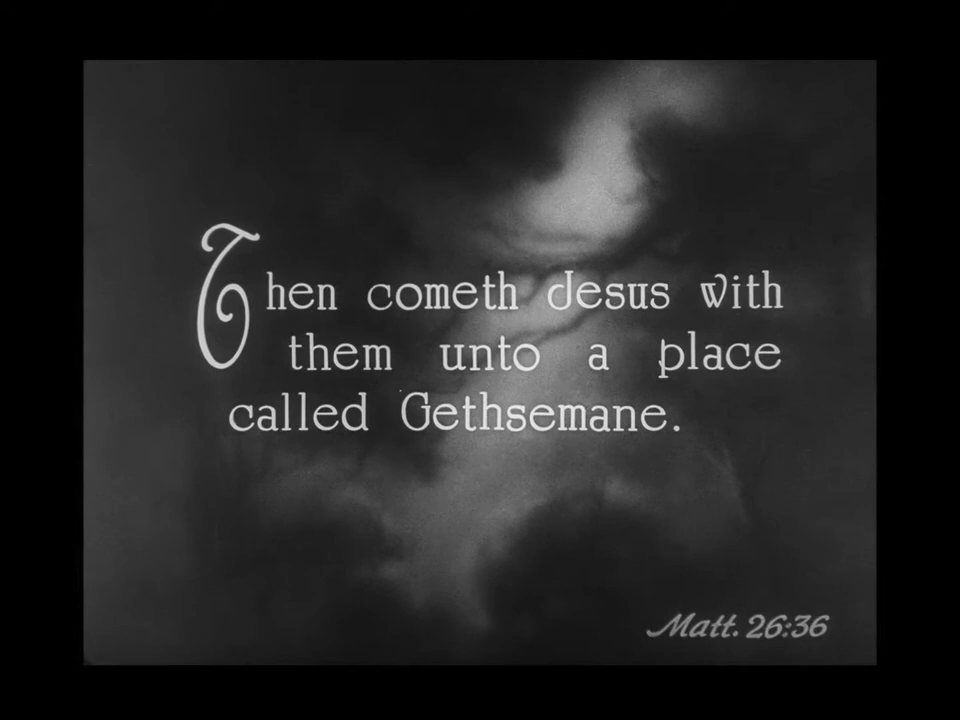 Then cometh Jesus with
them unto a place
called Gethsemane.
Matt. 26:36